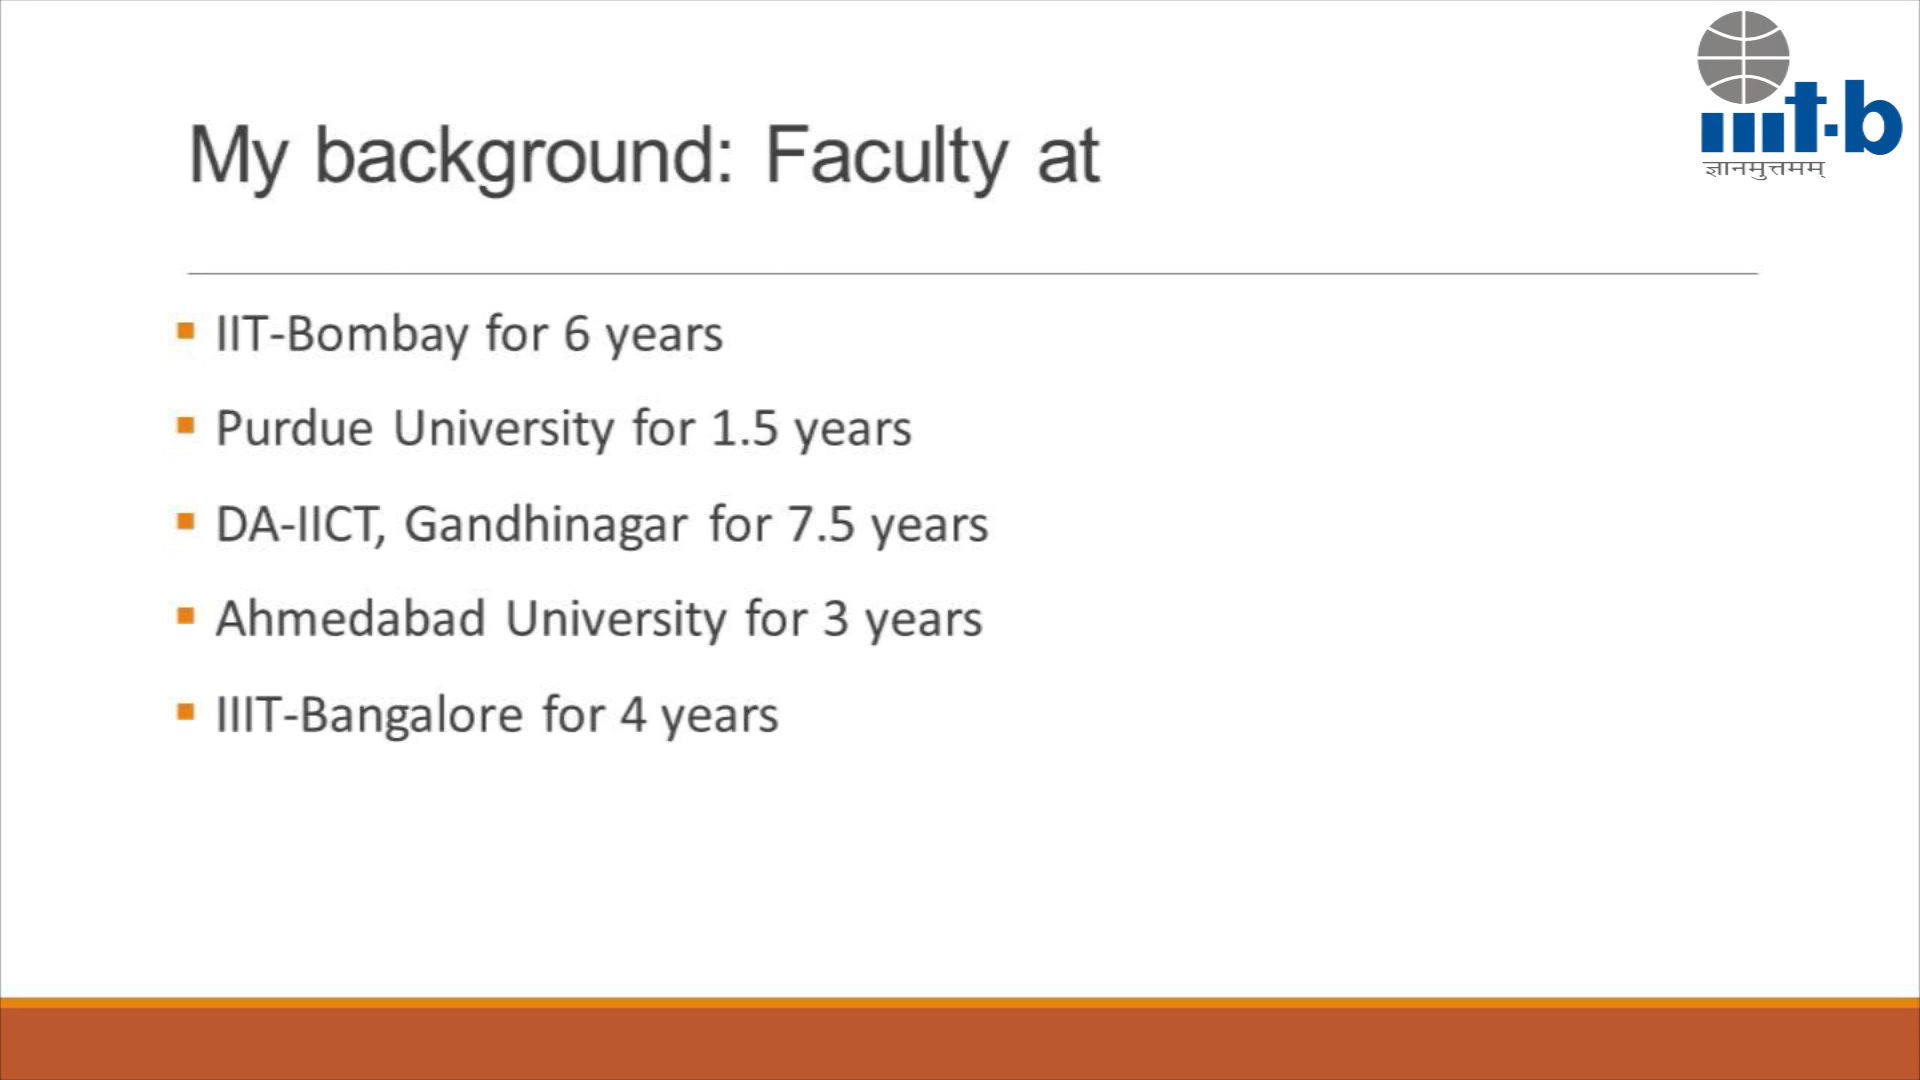 My background: Faculty at
iiit-b
ज्ञानमुत्तमम्
IIT-Bombay for 6 years
Purdue University for 1.5 years
DA-IICT, Gandhinagar for 7.5 years
Ahmedabad University for 3 years
IIIT-Bangalore for 4 years